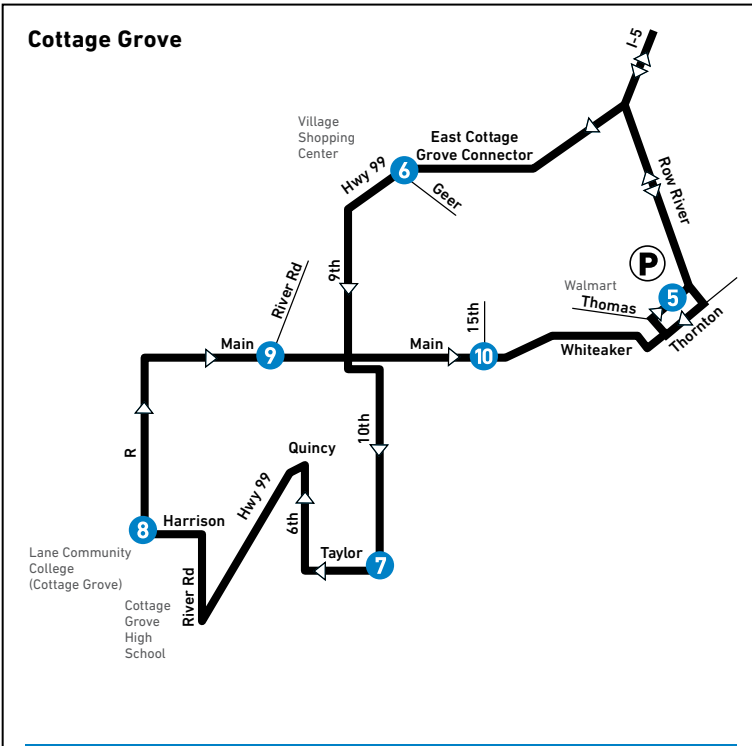 Cottage Grove
I-5
Village
Shopping
Center
East Cottage
Grove Connector
Hwy 99
6
Geer
Row River
9th
River Rd
P
Walmart
5
Thomas
Thornton
15th
Main
9
Main
10
Whiteaker
10th
Quincy
R
Hwy 99
6th
8
Harrison
Taylor
7
Lane Community
College
(Cottage Grove)
River Rd
Cottage
Grove
High
School